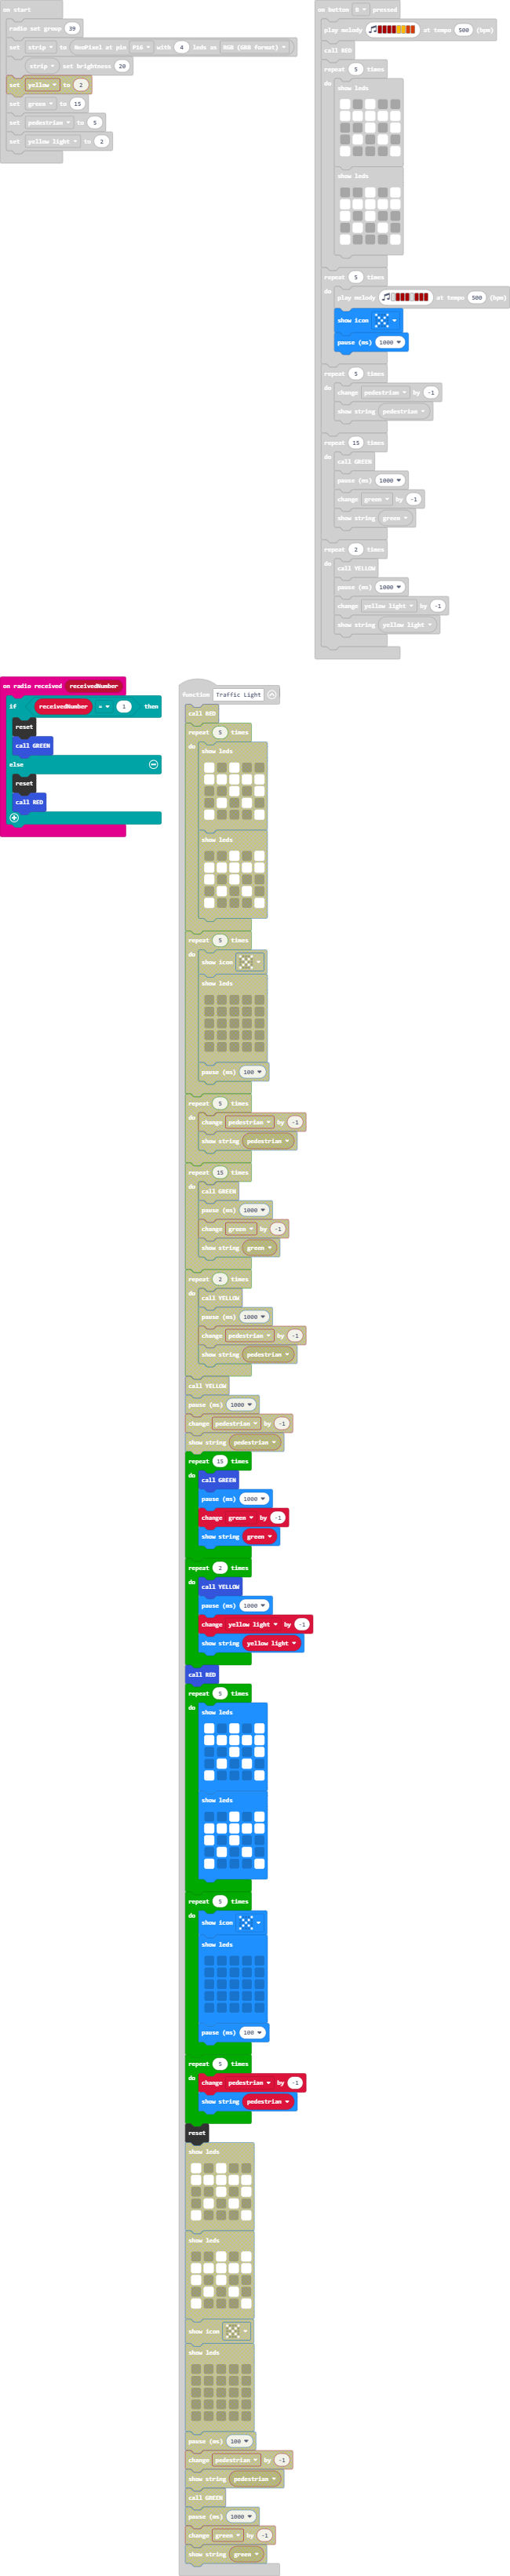 on start
radio set group 39
set strip to NeoPixel at pin P16 with 4 leds as RGB (GRB format)
strip set brightness 20
set yellow to 2
set green to 15
set pedestrian to 5
set yellow light to 2
on button B pressed
play melody at tempo 500 (bpm)
call RED
repeat 5 times
do
show leds
show leds
repeat 5 times
do
play melody at tempo 500 (bpm)
show icon
pause (ms) 1000
repeat 5 times
do
change pedestrian by -1
show string pedestrian
repeat 15 times
do
call GREEN
pause (ms) 1000
change green by -1
show string green
repeat 2 times
do
call YELLOW
pause (ms) 1000
change yellow light by -1
show string yellow light
on radio received receivedNumber
if receivedNumber = 1 then
reset
call GREEN
else
reset
call RED
function Traffic Light
call RED
repeat 5 times
do
show leds
show leds
repeat 5 times
do
show icon
show leds
pause (ms) 100
repeat 5 times
do
change pedestrian by -1
show string pedestrian
repeat 15 times
do
call GREEN
pause (ms) 1000
change green by -1
show string green
repeat 2 times
do
call YELLOW
pause (ms) 1000
change pedestrian by -1
show string pedestrian
call YELLOW
pause (ms) 1000
change pedestrian by -1
show string pedestrian
repeat 15 times
do
call GREEN
pause (ms) 1000
change green by -1
show string green
repeat 2 times
do
call YELLOW
pause (ms) 1000
change yellow light by -1
show string yellow light
call RED
repeat 5 times
do
show leds
show leds
repeat 5 times
do
show icon
show leds
pause (ms) 100
repeat 5 times
do
change pedestrian by -1
show string pedestrian
reset
show leds
show leds
show icon
show leds
pause (ms) 100
change pedestrian by -1
show string pedestrian
call GREEN
pause (ms) 1000
change green by -1
show string green